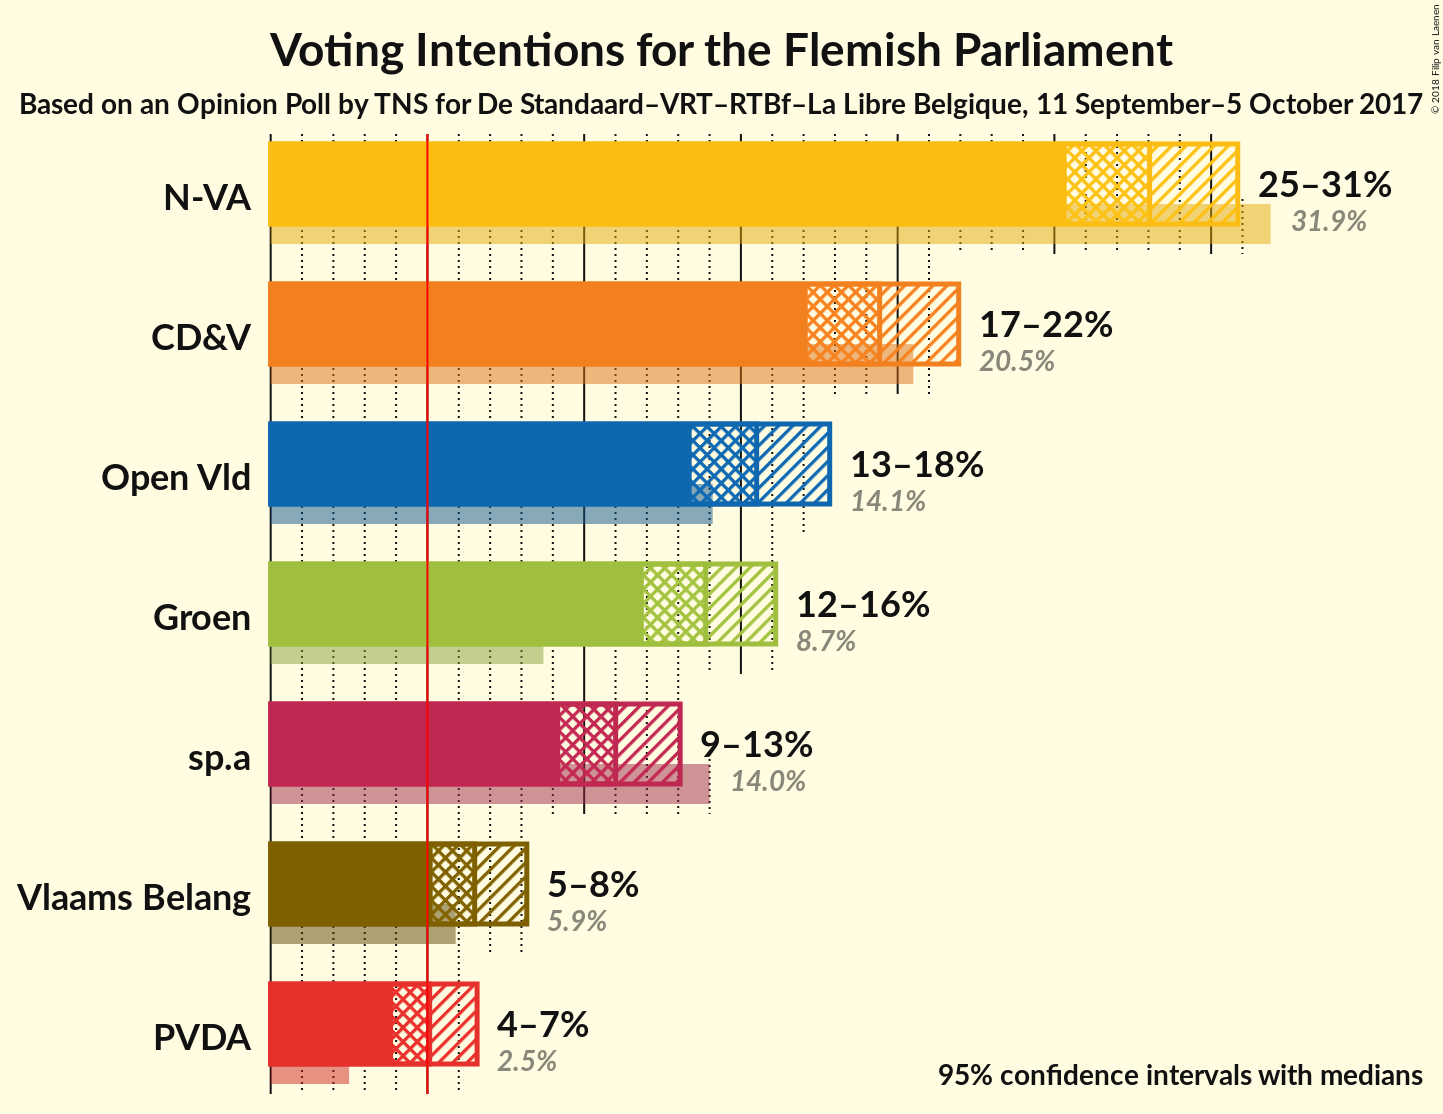 Voting Intentions for the Flemish Parliament
Based on an Opinion Poll by TNS for De Standaard–VRT–RTBf–La Libre Belgique, 11 September–5 October 2017
© 2018 Filip van Laenen
N-VA
25–31%
31.9%
CD&V
17–22%
20.5%
Open Vld
13–18%
14.1%
Groen
12–16%
8.7%
sp.a
9–13%
14.0%
Vlaams Belang
5–8%
5.9%
PVDA
4–7%
2.5%
95% confidence intervals with medians